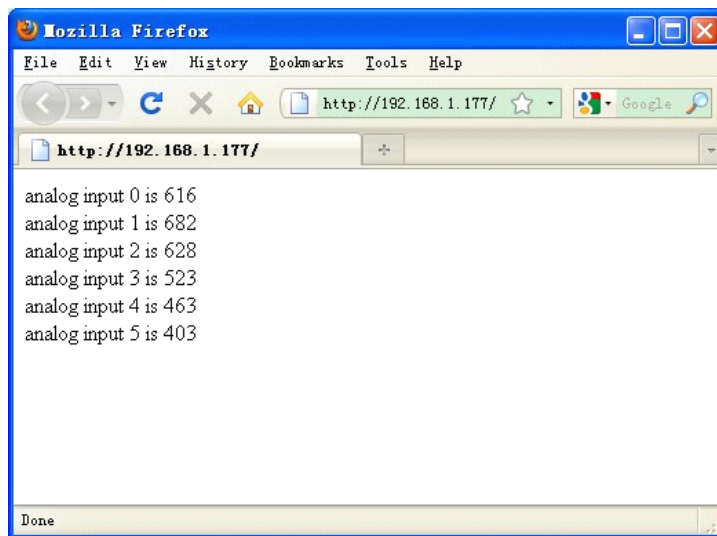 Mozilla Firefox
File Edit View History Bookmarks Tools Help
http://192.168.1.177/ Google
http://192.168.1.177/
analog input 0 is 616
analog input 1 is 682
analog input 2 is 628
analog input 3 is 523
analog input 4 is 463
analog input 5 is 403
Done